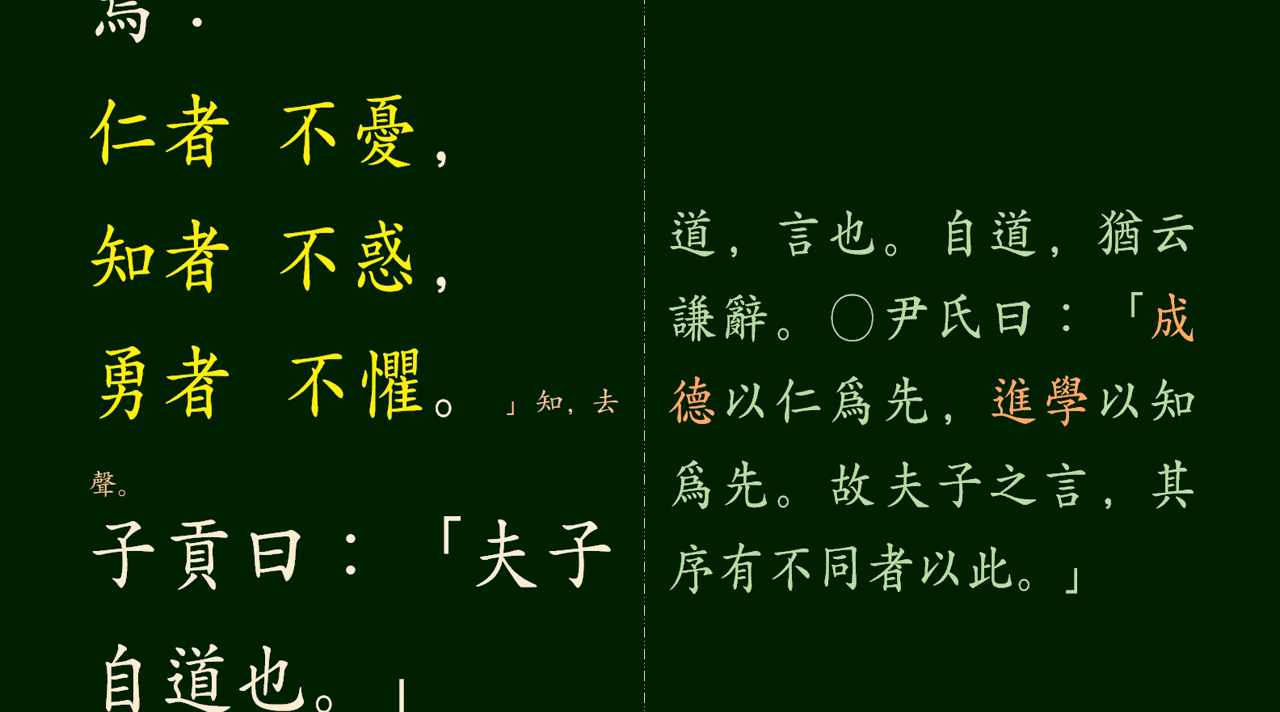 焉：
仁者 不憂，
知者 不惑，
勇者 不懼。」知，去
聲。
子貢曰：「夫子
自道也。」
道，言也。自道，猶云
謙辭。○尹氏曰：「成
德以仁爲先，進學以知
爲先。故夫子之言，其
序有不同者以此。」